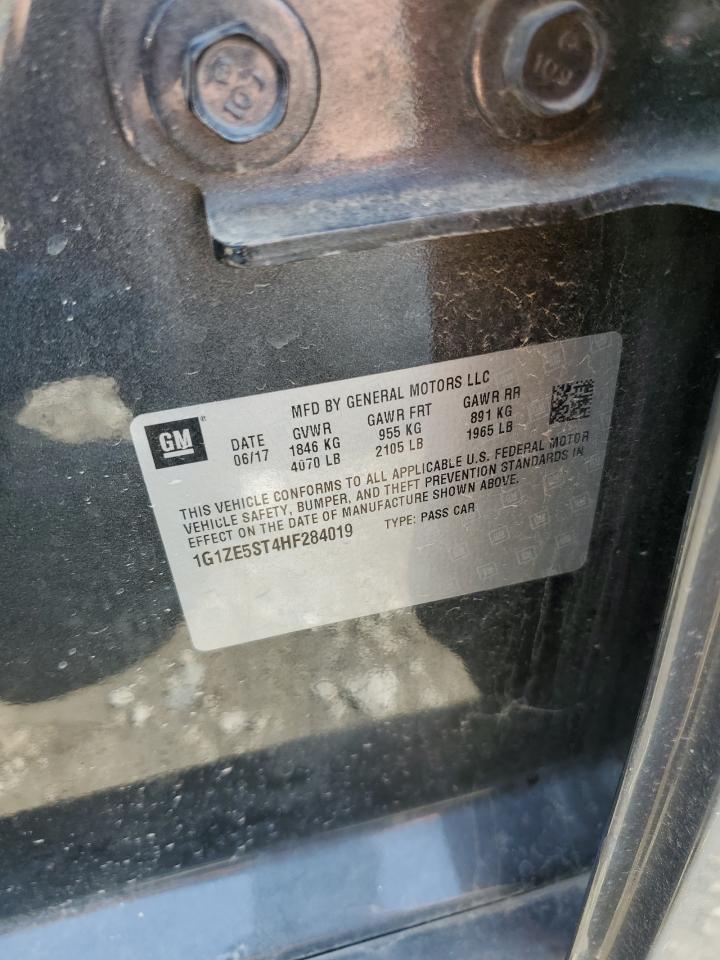 GM
MFD BY GENERAL MOTORS LLC
DATE GVWR GAWR FRT GAWR RR
06/17 1846 KG 955 KG 891 KG
4070 LB 2105 LB 1965 LB
THIS VEHICLE CONFORMS TO ALL APPLICABLE U.S. FEDERAL MOTOR
VEHICLE SAFETY, BUMPER, AND THEFT PREVENTION STANDARDS IN
EFFECT ON THE DATE OF MANUFACTURE SHOWN ABOVE.
1G1ZE5ST4HF284019 TYPE: PASS CAR